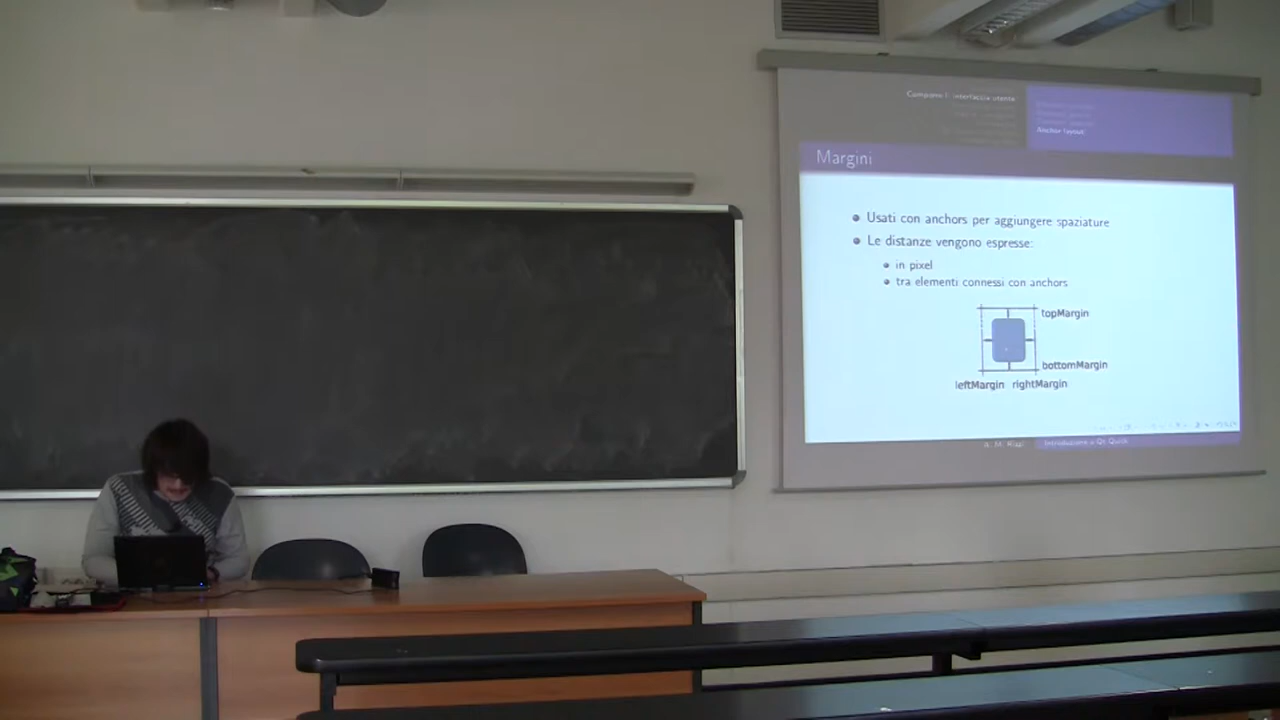 Componenti interfaccia utente
Anchor layout
Margini
Usati con anchors per aggiungere spaziature
Le distanze vengono espresse:
in pixel
tra elementi connessi con anchors
topMargin
bottomMargin
leftMargin rightMargin
A. M. Rizzi
Introduzione a Qt Quick